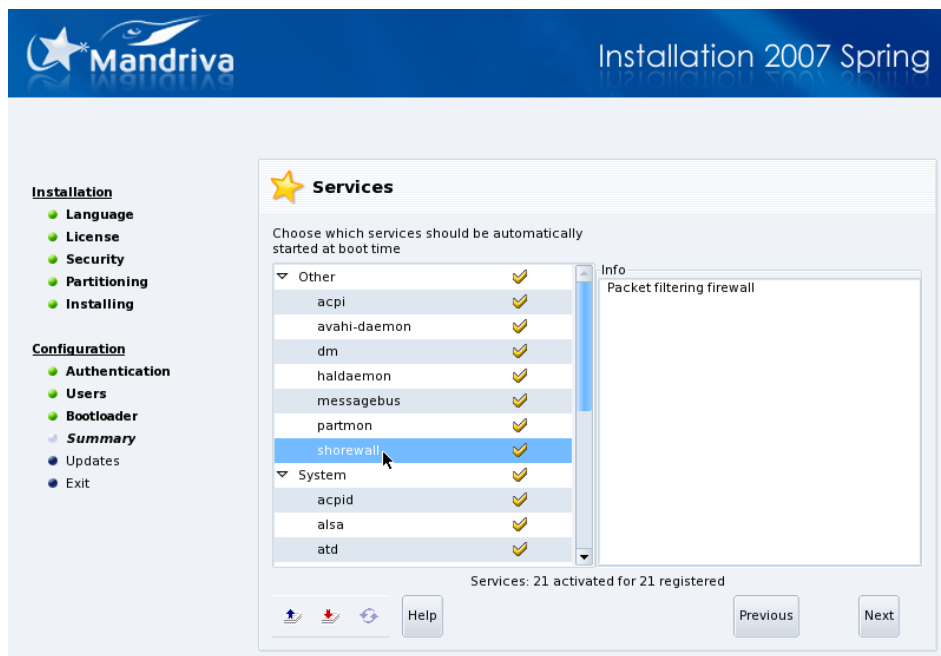 Mandriva
Installation 2007 Spring
Installation
Language
License
Security
Partitioning
Installing
Configuration
Authentication
Users
Bootloader
Summary
Updates
Exit
Services
Choose which services should be automatically
started at boot time
Other
acpi
avahi-daemon
dm
haldaemon
messagebus
partmon
shorewall
System
acpid
alsa
atd
Info
Packet filtering firewall
Services: 21 activated for 21 registered
Help
Previous
Next